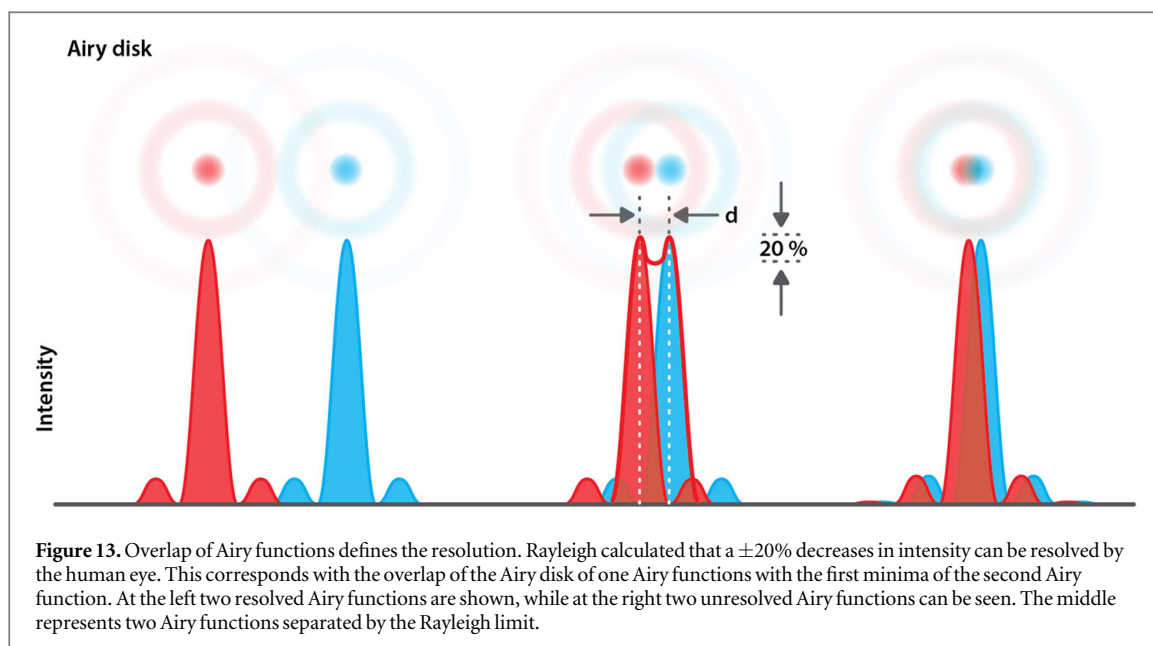 Airy disk
d
20 %
Intensity
Figure 13. Overlap of Airy functions defines the resolution. Rayleigh calculated that a ±20% decreases in intensity can be resolved by
the human eye. This corresponds with the overlap of the Airy disk of one Airy functions with the first minima of the second Airy
function. At the left two resolved Airy functions are shown, while at the right two unresolved Airy functions can be seen. The middle
represents two Airy functions separated by the Rayleigh limit.